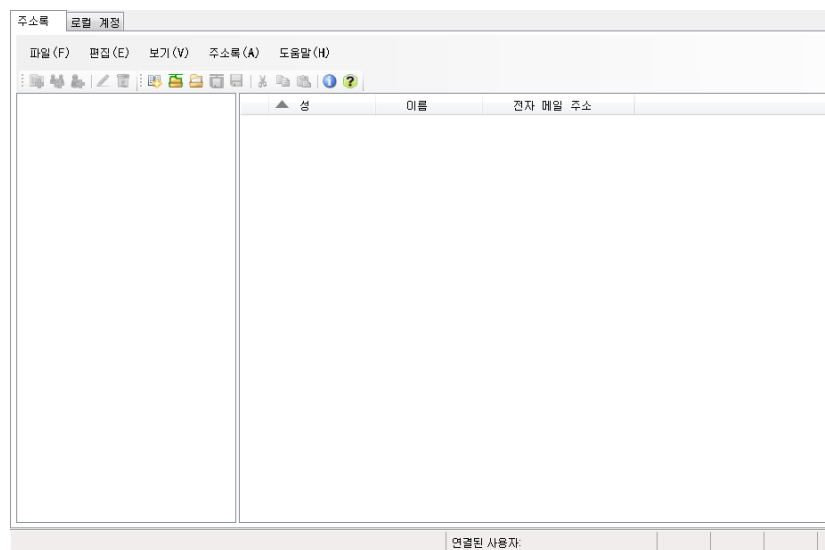 주소록 로컬 계정
파일(F) 편집(E) 보기(V) 주소록(A) 도움말(H)
성 이름 전자 메일 주소
연결된 사용자: